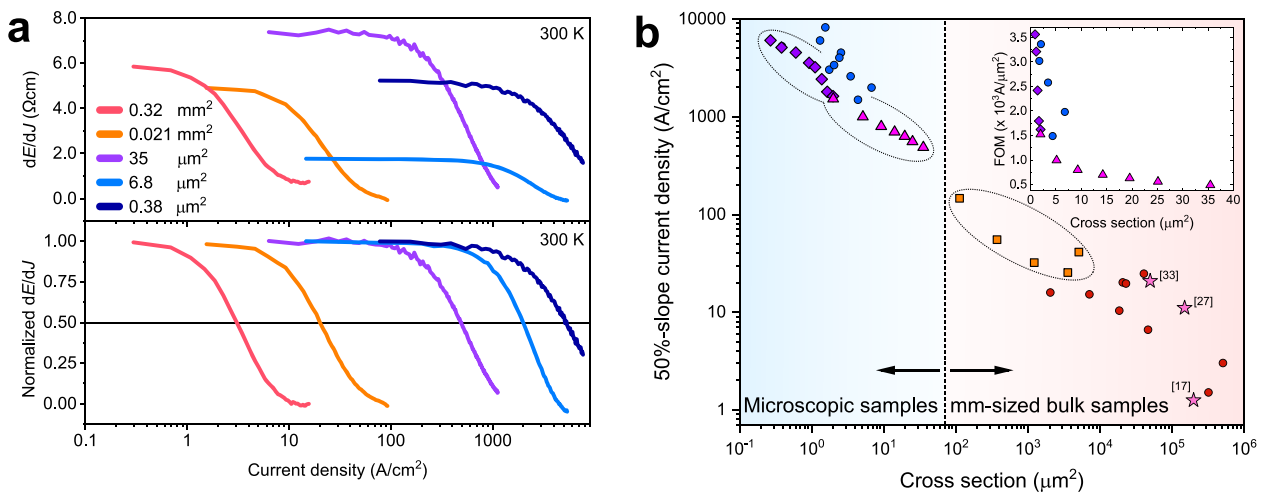 a
300 K
8.0
6.0
4.0
2.0
0.0
dE/dJ (Ωcm)
0.32 mm²
0.021 mm²
35 μm²
6.8 μm²
0.38 μm²
300 K
1.00
0.75
0.50
0.25
0.00
Normalized dE/dJ
0.1 1 10 100 1000
Current density (A/cm²)
b
10000
1000
100
10
1
50%-slope current density (A/cm²)
3,5
3.0
2.5
2.0
1.5
1.0
0.5
FOM (x 10³A/μm²)
0 5 10 15 20 25 30 35 40
Cross section (μm²)
[33]
[27]
[17]
Microscopic samples mm-sized bulk samples
10⁻¹ 10⁰ 10¹ 10² 10³ 10⁴ 10⁵ 10⁶
Cross section (μm²)